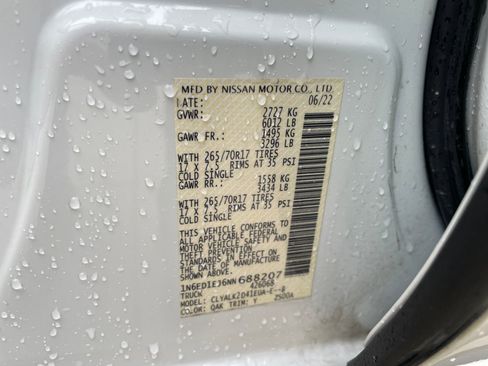 MFD BY NISSAN MOTOR CO., LTD.
DATE: 06/22
GVWR: 2727 KG
6012 LB
GAWR FR.: 1495 KG
3296 LB
WITH 265/70R17 TIRES
17 X 7.5 RIMS AT 35 PSI
COLD SINGLE
GAWR RR.: 1558 KG
3434 LB
WITH 265/70R17 TIRES
17 X 7.5 RIMS AT 35 PSI
COLD SINGLE
THIS VEHICLE CONFORMS TO
ALL APPLICABLE FEDERAL
MOTOR VEHICLE SAFETY AND
THEFT PREVENTION
STANDARDS IN EFFECT ON
THE DATE OF MANUFACTURE
SHOWN ABOVE.
1N6ED1EJ6NN688207
TRUCK 426068
MODEL: CLYALK2D41EUA-E--B
COLOR: QAK TRIM: Y ZS00A